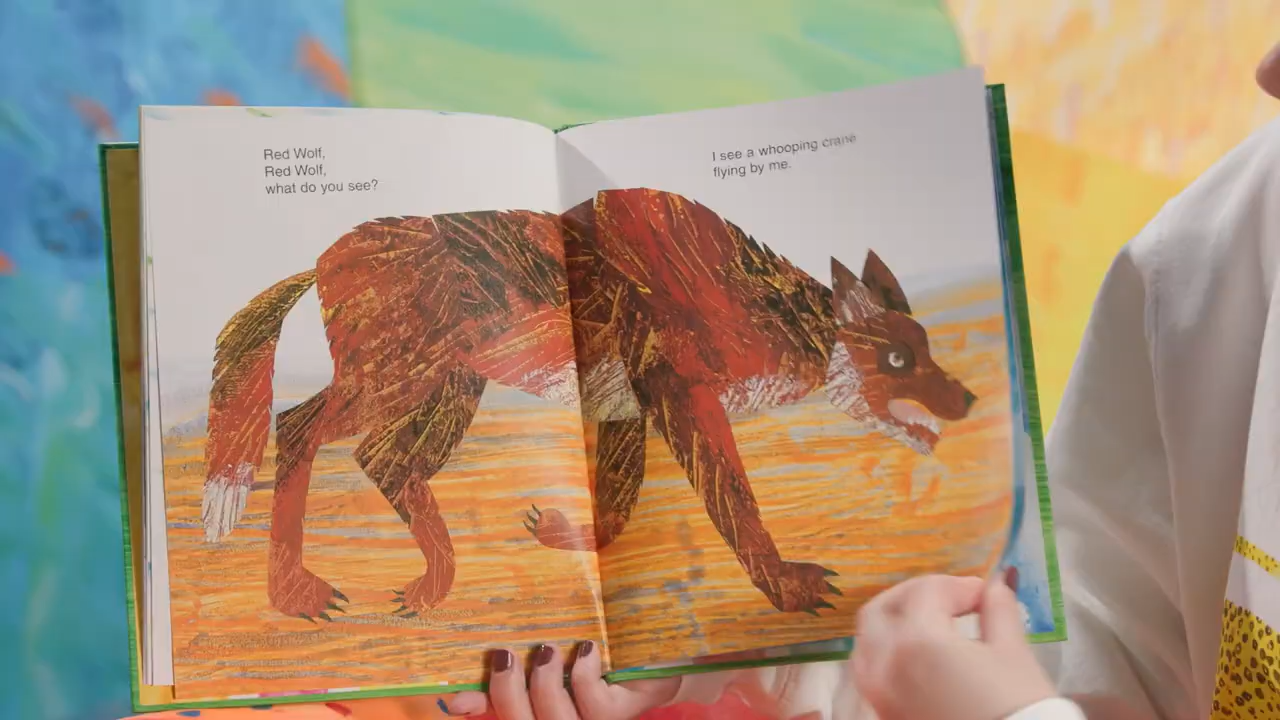 Red Wolf,
Red Wolf,
what do you see?
I see a whooping crane
flying by me.